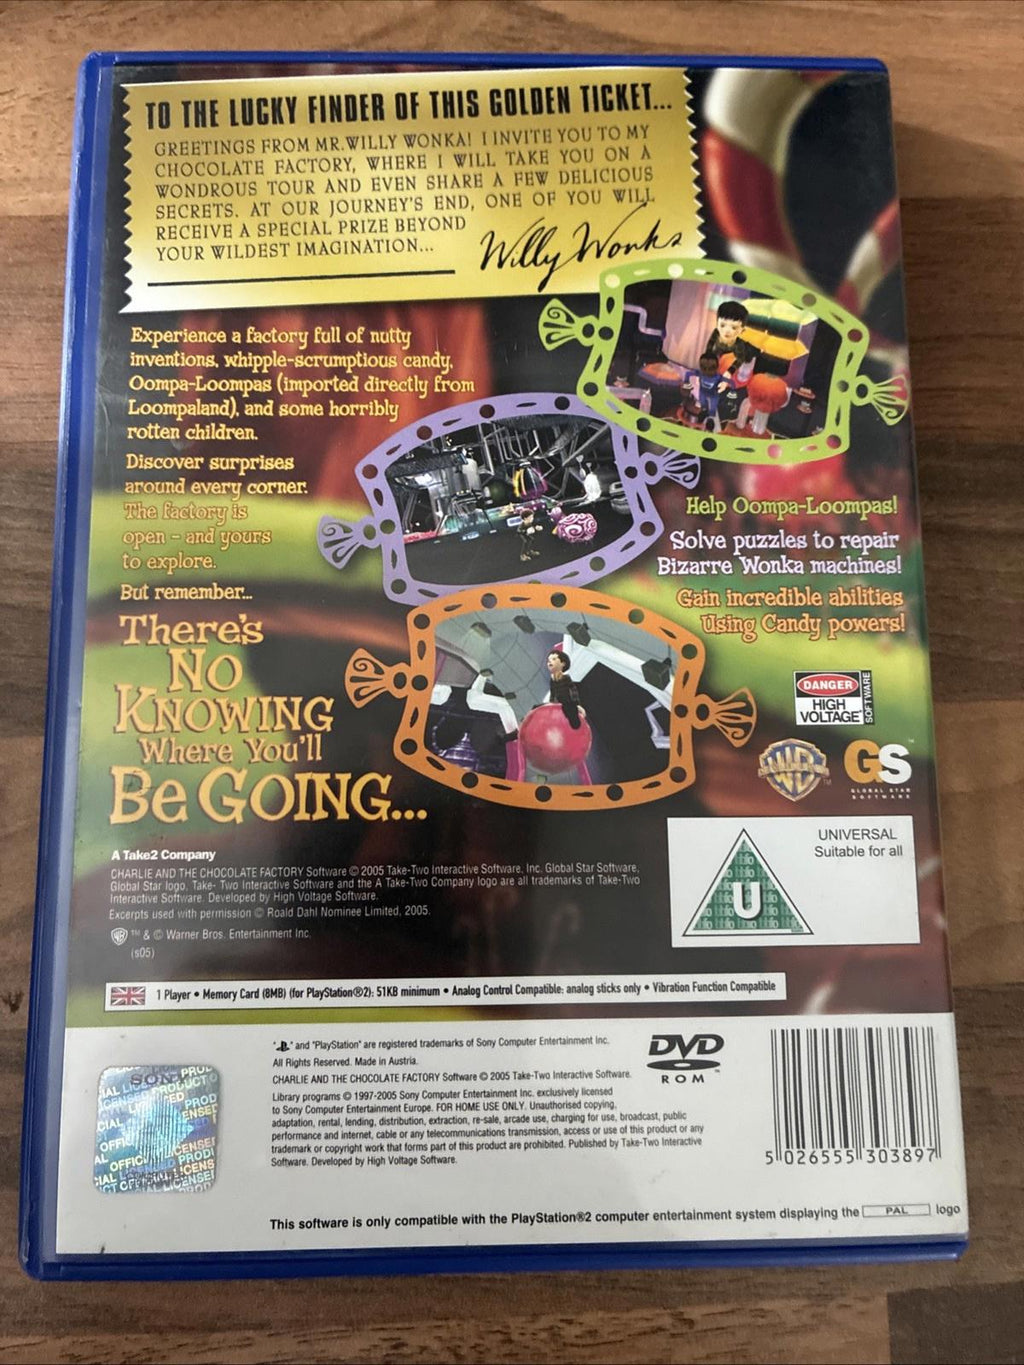 TO THE LUCKY FINDER OF THIS GOLDEN TICKET...
GREETINGS FROM MR.WILLY WONKA! I INVITE YOU TO MY
CHOCOLATE FACTORY, WHERE I WILL TAKE YOU ON A
WONDROUS TOUR AND EVEN SHARE A FEW DELICIOUS
SECRETS. AT OUR JOURNEY'S END, ONE OF YOU WILL
RECEIVE A SPECIAL PRIZE BEYOND
YOUR WILDEST IMAGINATION...
Willy Wonka
Experience a factory full of nutty
inventions, whipple-scrumptious candy,
Oompa-Loompas (imported directly from
Loompaland), and some horribly
rotten children.
Discover surprises
around every corner.
The factory is
open - and yours
to explore.
But remember...
There's
NO
KNOWING
Where You'll
Be GOING...
Help Oompa-Loompas!
Solve puzzles to repair
Bizarre Wonka machines!
Gain incredible abilities
Using Candy powers!
DANGER
HIGH
VOLTAGE
SOFTWARE
WB
GS
GLOBAL STAR
SOFTWARE
UNIVERSAL
Suitable for all
U
A Take2 Company
CHARLIE AND THE CHOCOLATE FACTORY Software © 2005 Take-Two Interactive Software, Inc. Global Star Software,
Global Star logo, Take- Two Interactive Software and the A Take-Two Company logo are all trademarks of Take-Two
Interactive Software. Developed by High Voltage Software.
Excerpts used with permission © Roald Dahl Nominee Limited, 2005.
WB ™ & © Warner Bros. Entertainment Inc.
(s05)
1 Player • Memory Card (8MB) (for PlayStation®2): 51KB minimum • Analog Control Compatible: analog sticks only • Vibration Function Compatible
" " and "PlayStation" are registered trademarks of Sony Computer Entertainment Inc.
All Rights Reserved. Made in Austria.
CHARLIE AND THE CHOCOLATE FACTORY Software © 2005 Take-Two Interactive Software.
Library programs © 1997-2005 Sony Computer Entertainment Inc. exclusively licensed
to Sony Computer Entertainment Europe. FOR HOME USE ONLY. Unauthorised copying,
adaptation, rental, lending, distribution, extraction, re-sale, arcade use, charging for use, broadcast, public
performance and internet, cable or any telecommunications transmission, access or use of this product or any
trademark or copyright work that forms part of this product are prohibited. Published by Take-Two Interactive
Software. Developed by High Voltage Software.
DVD
ROM
SONY
5 026555 303897
This software is only compatible with the PlayStation®2 computer entertainment system displaying the PAL logo